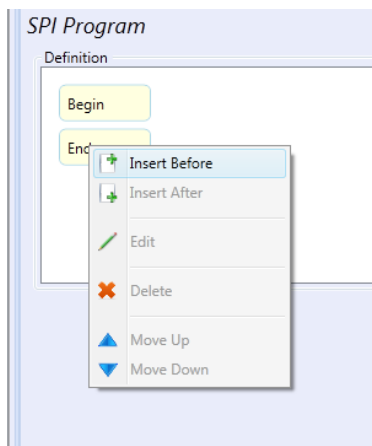 SPI Program
Definition
Begin
End
Insert Before
Insert After
Edit
Delete
Move Up
Move Down